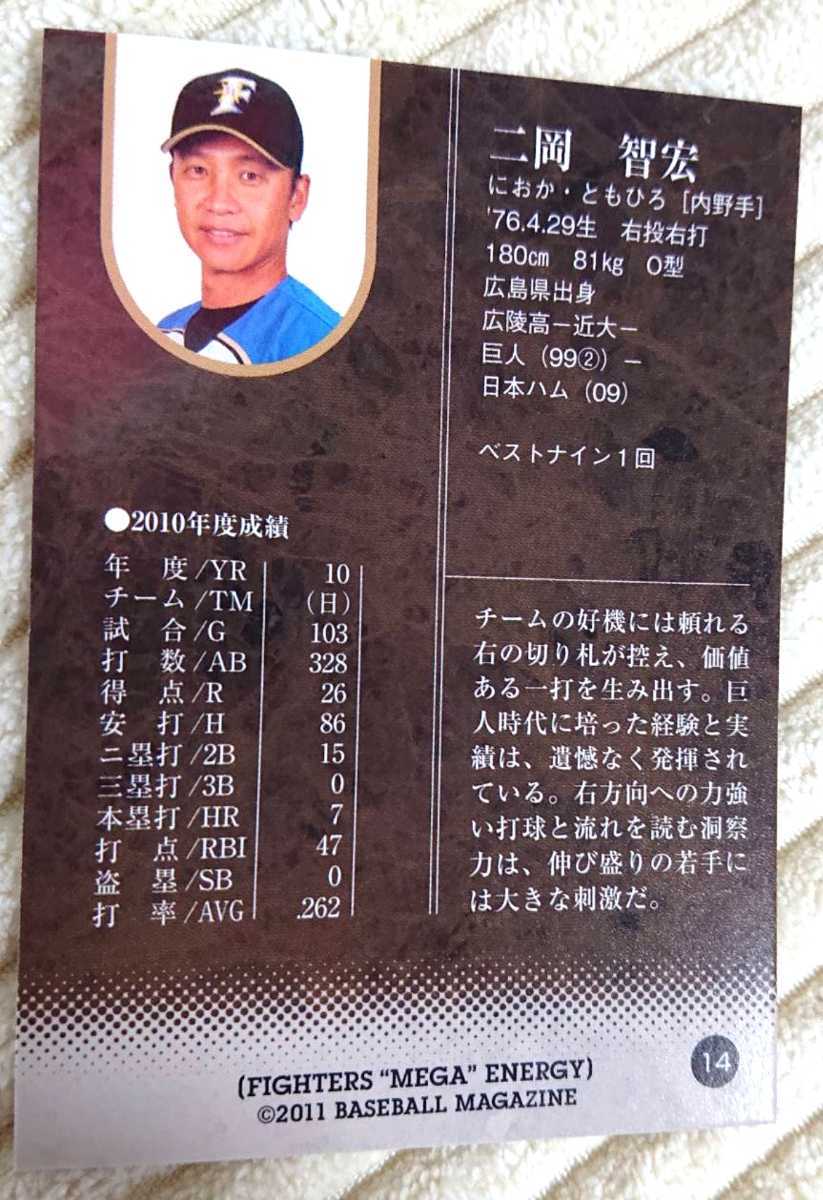 F
二岡 智宏
におか・ともひろ [内野手]
'76.4.29生 右投右打
180㎝ 81㎏ O型
広島県出身
広陵高－近大－
巨人（99②）－
日本ハム（09）
ベストナイン1回
●2010年度成績
年度/YR 10
チーム/TM （日）
試合/G 103
打数/AB 328
得点/R 26
安打/H 86
二塁打/2B 15
三塁打/3B 0
本塁打/HR 7
打点/RBI 47
盗塁/SB 0
打率/AVG .262
チームの好機には頼れる
右の切り札が控え、価値
ある一打を生み出す。巨
人時代に培った経験と実
績は、遺憾なく発揮され
ている。右方向への力強
い打球と流れを読む洞察
力は、伸び盛りの若手に
は大きな刺激だ。
14
(FIGHTERS “MEGA” ENERGY)
©2011 BASEBALL MAGAZINE